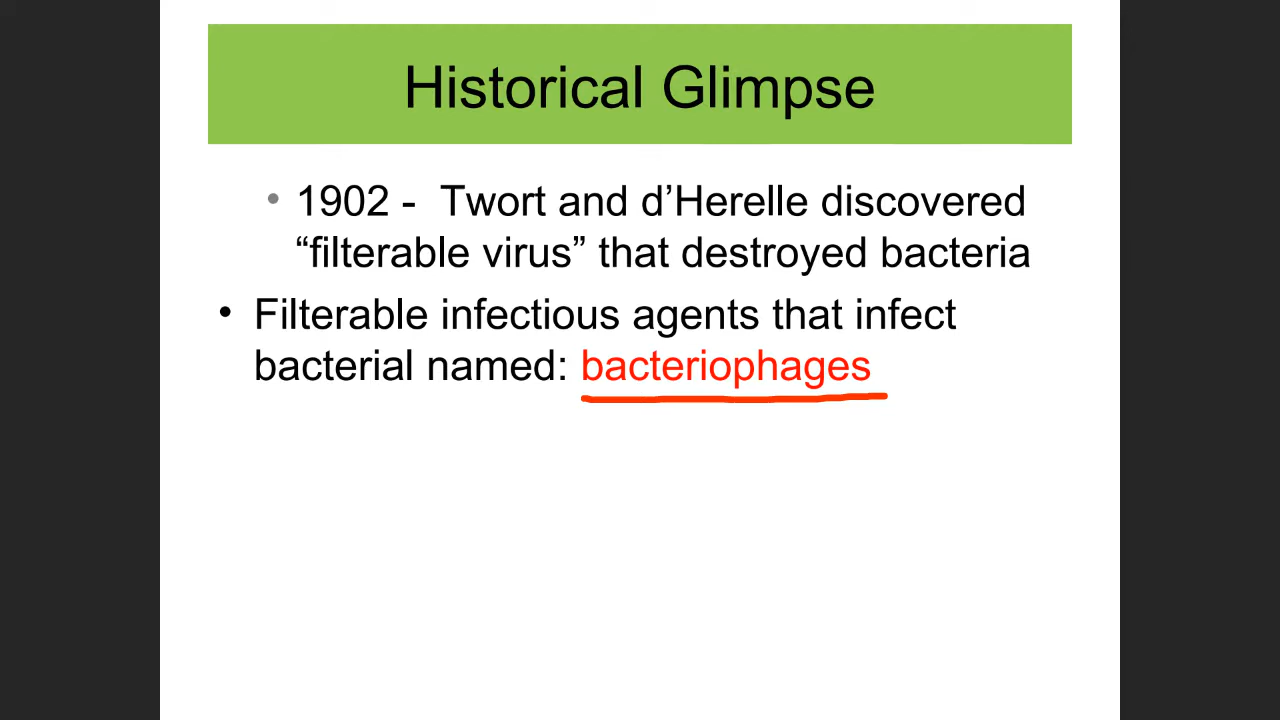 Historical Glimpse
• 1902 -  Twort and d’Herelle discovered
“filterable virus” that destroyed bacteria
• Filterable infectious agents that infect
bacterial named: bacteriophages